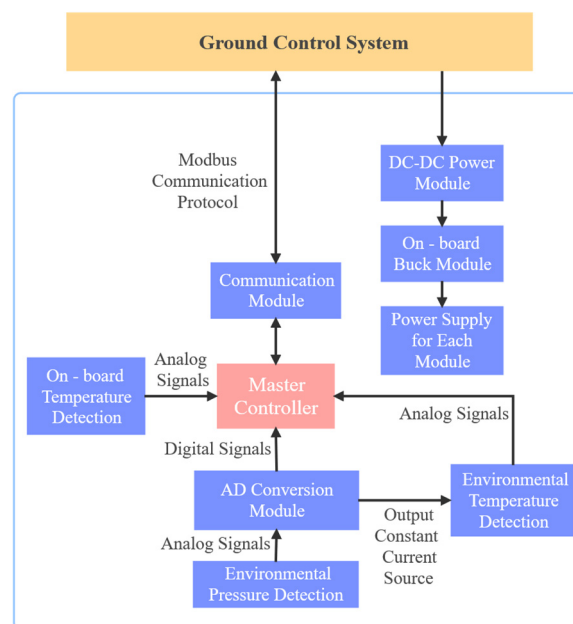 Ground Control System
Modbus
Communication
Protocol
DC-DC Power
Module
On - board
Buck Module
Communication
Module
Power Supply
for Each
Module
On - board
Temperature
Detection
Analog
Signals
Master
Controller
Analog Signals
Digital Signals
AD Conversion
Module
Output
Constant
Current
Source
Environmental
Temperature
Detection
Analog Signals
Environmental
Pressure Detection